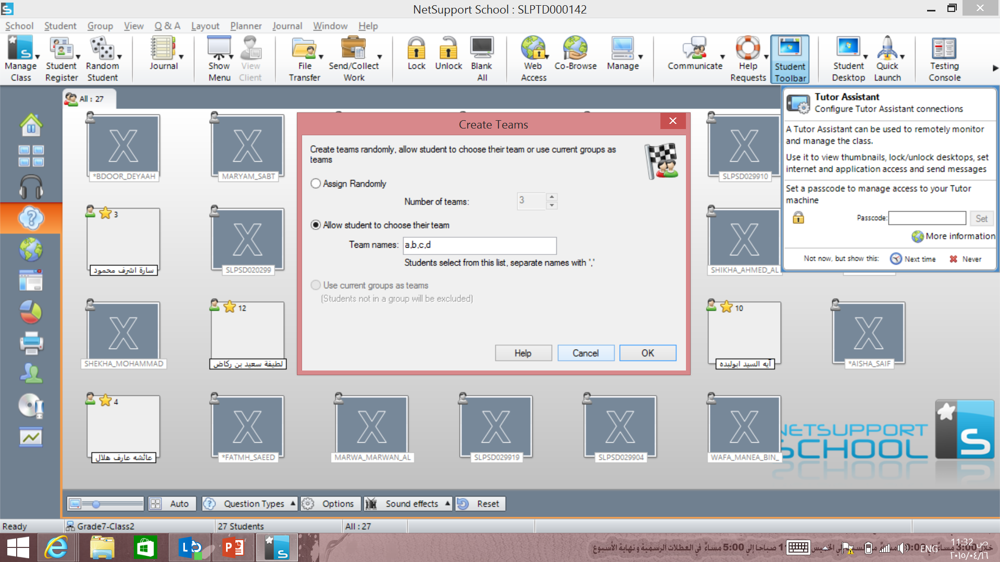 NetSupport School : SLPTD000142
School Student Group View Q & A Layout Planner Journal Window Help
Manage Class
Student Register
Random Student
Journal
Show Menu
View Client
File Transfer
Send/Collect Work
Lock
Unlock
Blank All
Web Access
Co-Browse
Manage
Communicate
Help Requests
Student Toolbar
Student Desktop
Quick Launch
Testing Console
All : 27
Tutor Assistant
Configure Tutor Assistant connections
A Tutor Assistant can be used to remotely monitor
and manage the class.
Use it to view thumbnails, lock/unlock desktops, set
internet and application access and send messages
Set a passcode to manage access to your Tutor
machine
Passcode: Set
More information
Not now, but show this: Next time Never
Create Teams
Create teams randomly, allow student to choose their team or use current groups as
teams
Assign Randomly
Number of teams: 3
Allow student to choose their team
Team names: a,b,c,d
Students select from this list, separate names with ','
Use current groups as teams
(Students not in a group will be excluded)
Help Cancel OK
*BDOOR_DEYAAH
MARYAM_SABT
SLPSD029910
3
سارة اشرف محمود
SLPSD020299
SHIKHA_AHMED_AL
SHEKHA_MOHAMMAD
12
لطيفة سعيد بن ركاض
10
آيه السيد ابولبده
*AISHA_SAIF
4
عائشه عارف هلال
*FATMH_SAEED
MARWA_MARWAN_AL
SLPSD029919
SLPSD029904
WAFA_MANEA_BIN_
NETSUPPORT
SCHOOL
Auto Question Types Options Sound effects Reset
Ready Grade7-Class2 27 Students All : 27
صباحا إلي 5:00 مساءً في العطلات الرسمية و نهاية الأسبوع
ENG
11:32 ص
٢٠١٥/٠٤/١٦